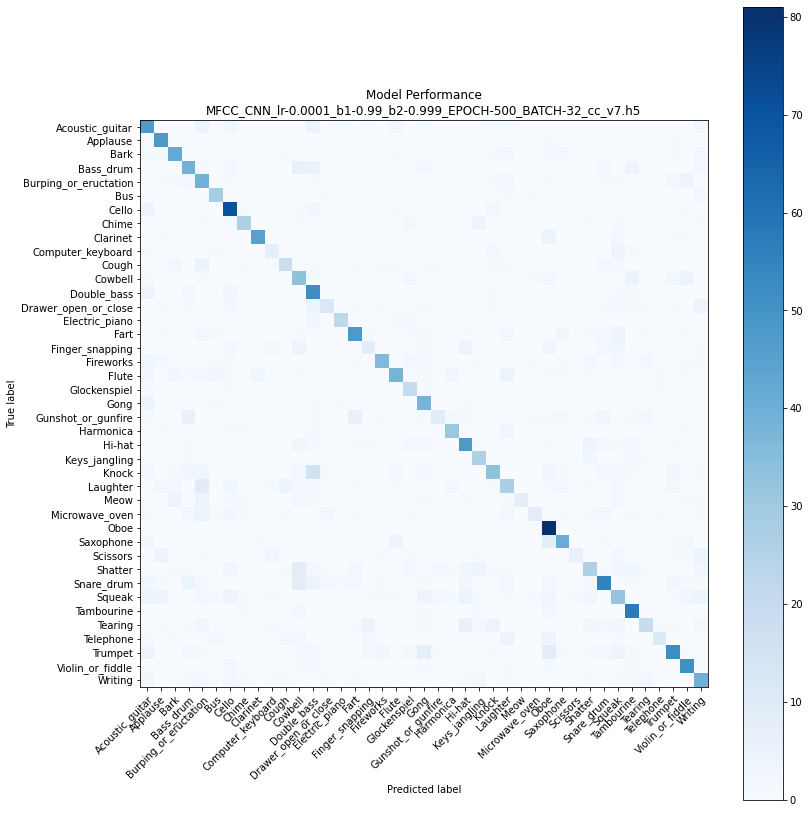 Model Performance
MFCC_CNN_lr-0.0001_b1-0.99_b2-0.999_EPOCH-500_BATCH-32_cc_v7.h5
True label
Acoustic_guitar
Applause
Bark
Bass_drum
Burping_or_eructation
Bus
Cello
Chime
Clarinet
Computer_keyboard
Cough
Cowbell
Double_bass
Drawer_open_or_close
Electric_piano
Fart
Finger_snapping
Fireworks
Flute
Glockenspiel
Gong
Gunshot_or_gunfire
Harmonica
Hi-hat
Keys_jangling
Knock
Laughter
Meow
Microwave_oven
Oboe
Saxophone
Scissors
Shatter
Snare_drum
Squeak
Tambourine
Tearing
Telephone
Trumpet
Violin_or_fiddle
Writing
Acoustic_guitar
Applause
Bark
Bass_drum
Burping_or_eructation
Bus
Cello
Chime
Clarinet
Computer_keyboard
Cough
Cowbell
Double_bass
Drawer_open_or_close
Electric_piano
Fart
Finger_snapping
Fireworks
Flute
Glockenspiel
Gong
Gunshot_or_gunfire
Harmonica
Hi-hat
Keys_jangling
Knock
Laughter
Meow
Microwave_oven
Oboe
Saxophone
Scissors
Shatter
Snare_drum
Squeak
Tambourine
Tearing
Telephone
Trumpet
Violin_or_fiddle
Writing
Predicted label
80
70
60
50
40
30
20
10
0